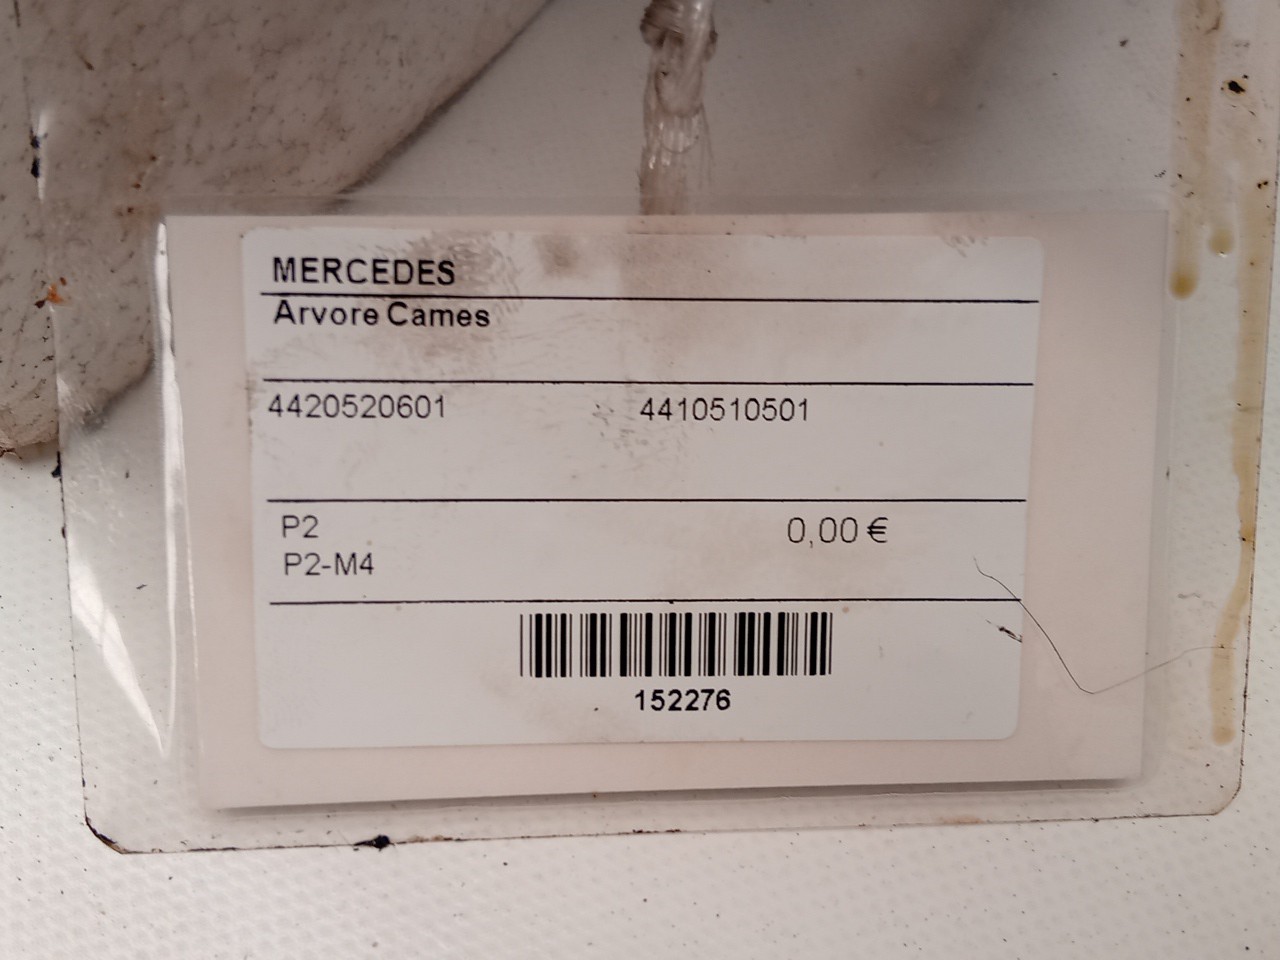 MERCEDES
Arvore Cames
4420520601 4410510501
P2 0,00 €
P2-M4
152276